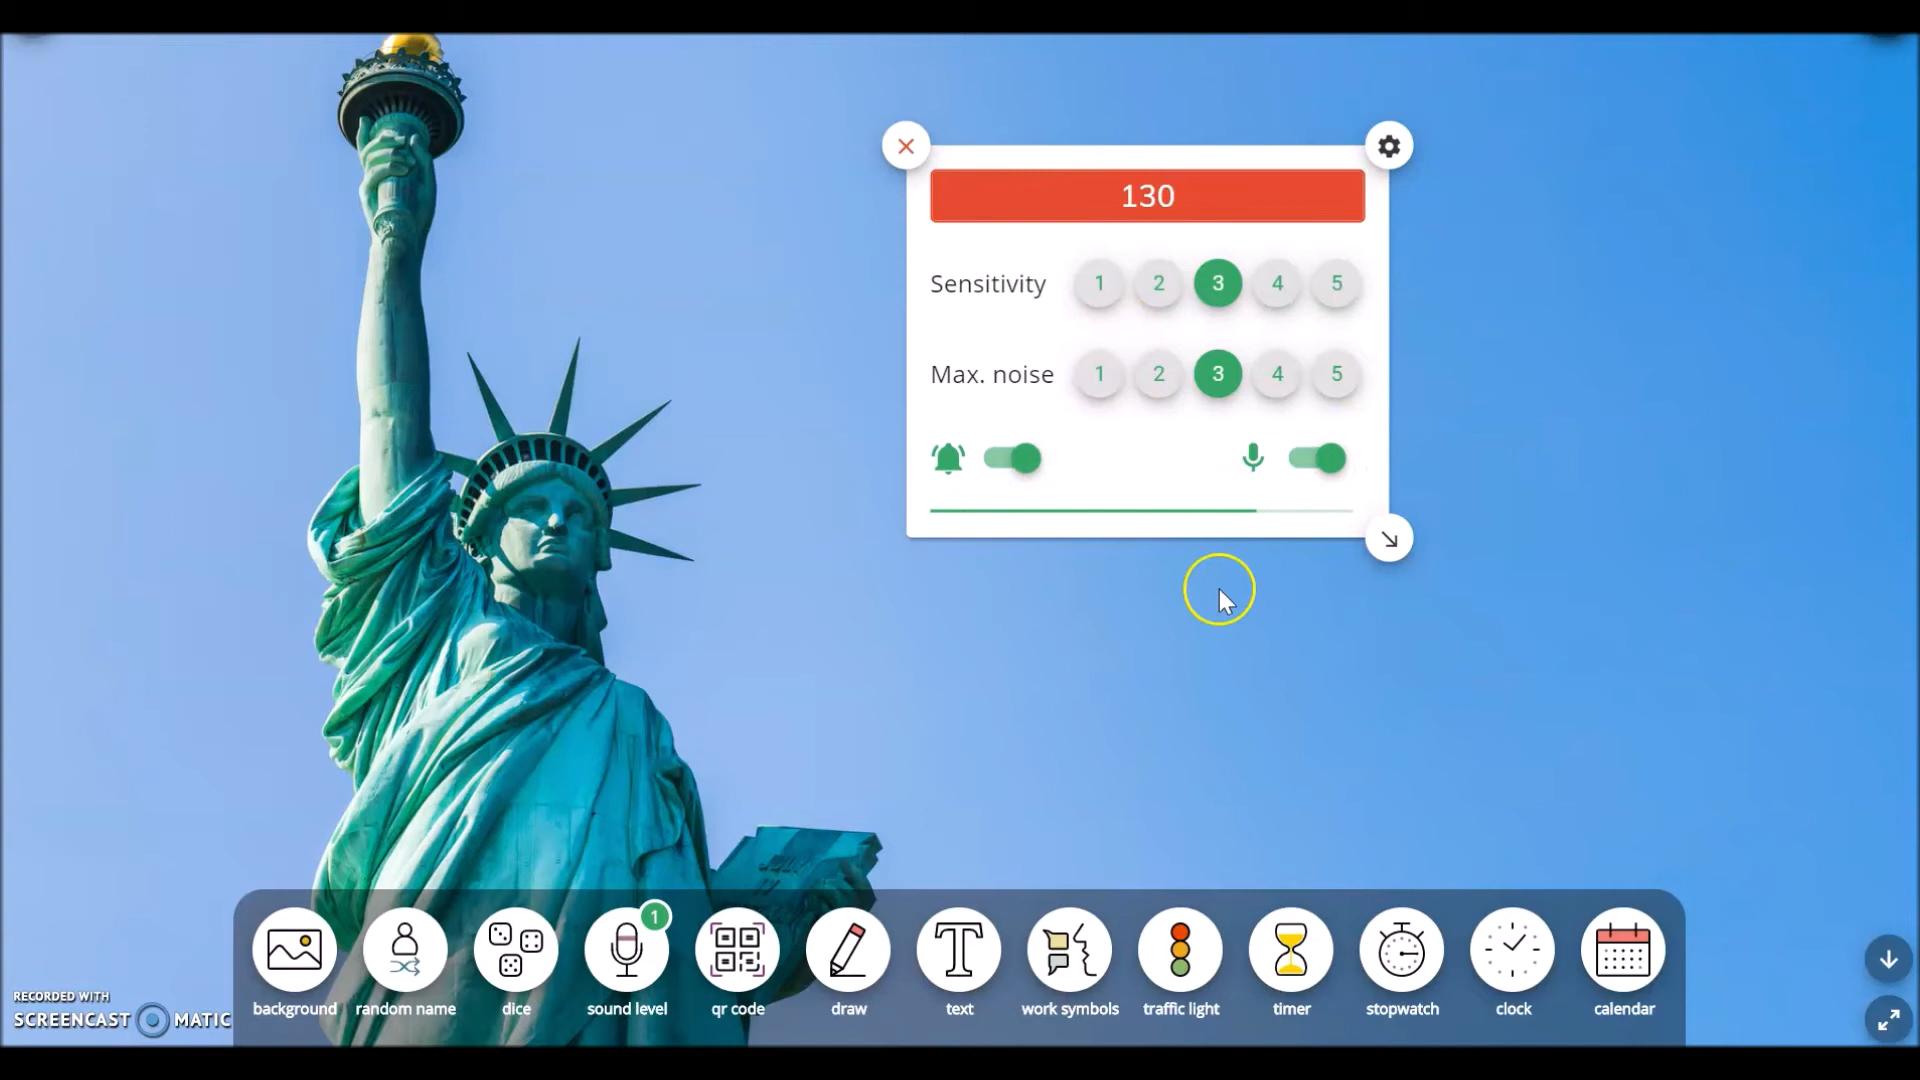 130
Sensitivity 1 2 3 4 5
Max. noise 1 2 3 4 5
1
background random name dice sound level qr code draw text work symbols traffic light timer stopwatch clock calendar
RECORDED WITH
SCREENCAST MATIC